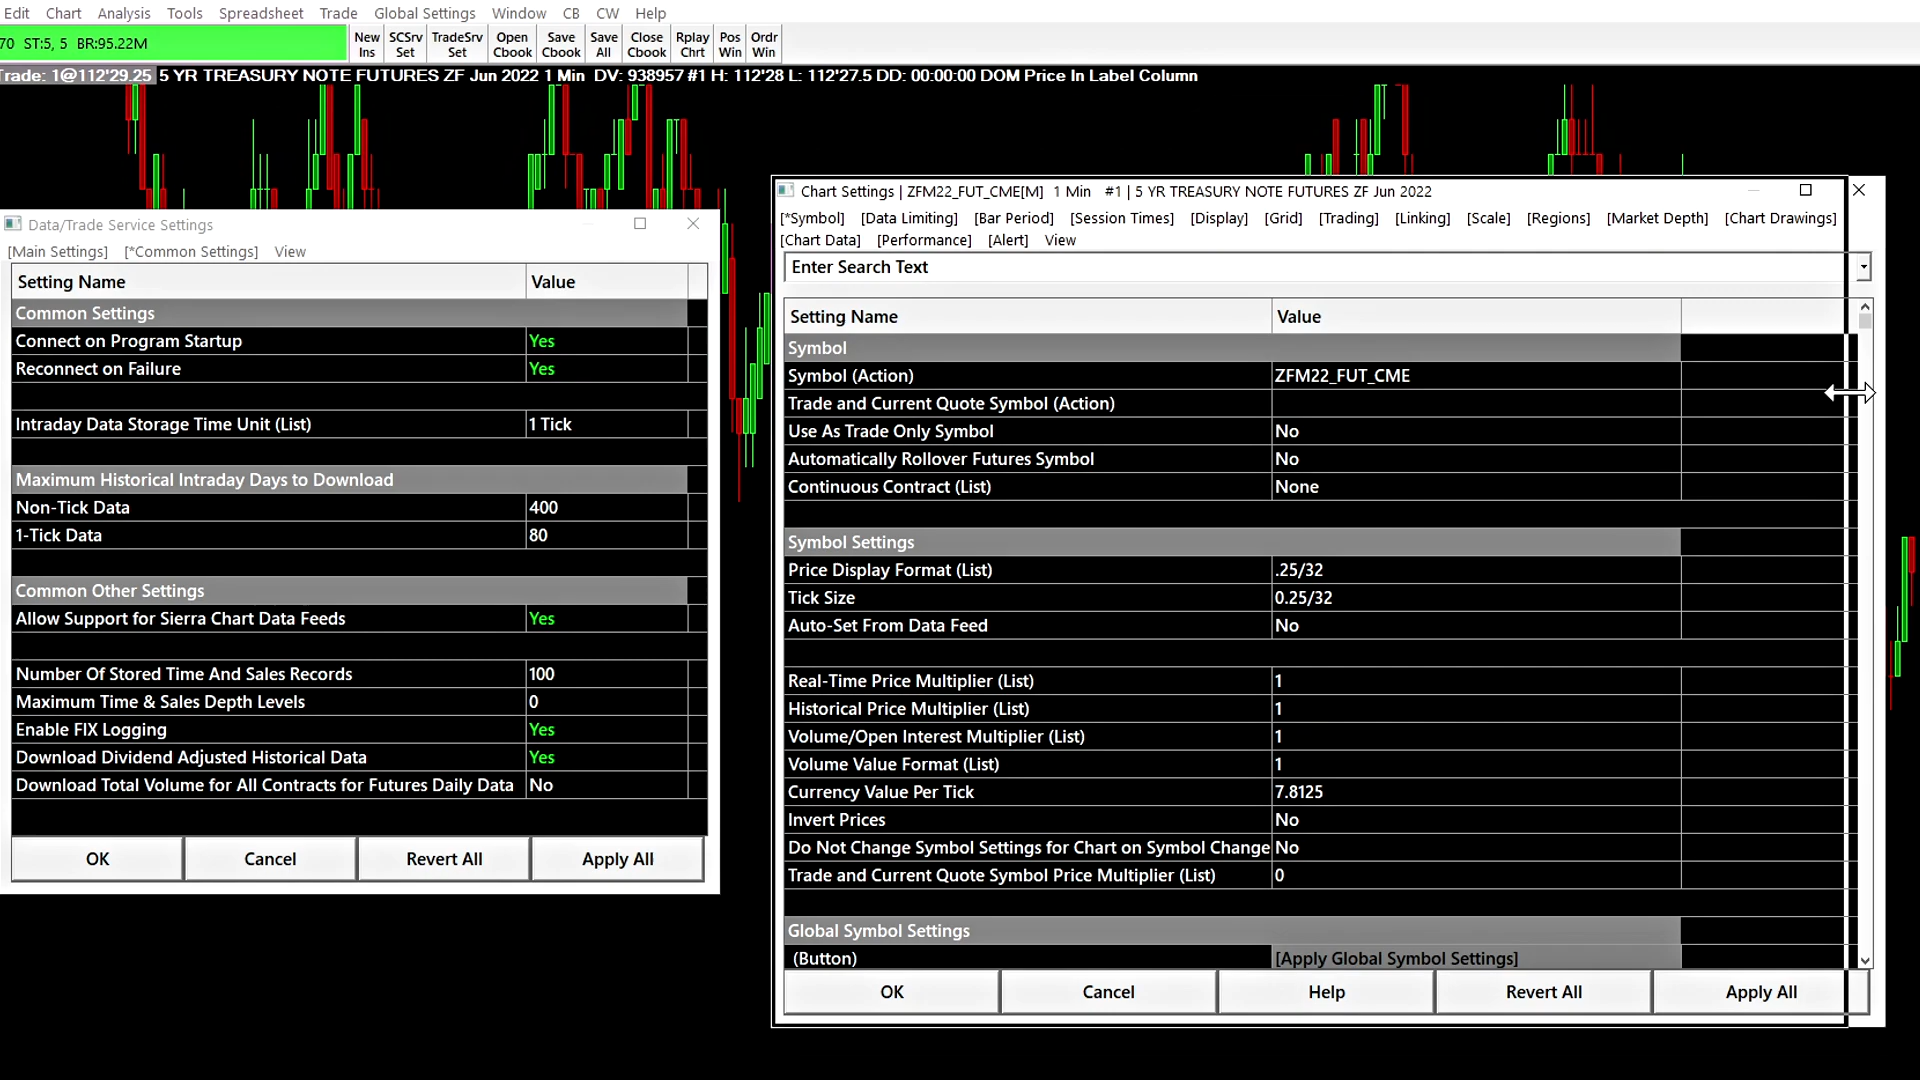 Edit Chart Analysis Tools Spreadsheet Trade Global Settings Window CB CW Help
70 ST:5, 5 BR:95.22M
New Ins SCSrv Set TradeSrv Set Open Cbook Save Cbook Save All Close Cbook Rplay Chrt Pos Win Ordr Win
Trade: 1@112'29.25 5 YR TREASURY NOTE FUTURES ZF Jun 2022 1 Min DV: 938957 #1 H: 112'28 L: 112'27.5 DD: 00:00:00 DOM Price In Label Column
Data/Trade Service Settings
[Main Settings] [*Common Settings] View
Setting Name Value
Common Settings
Connect on Program Startup Yes
Reconnect on Failure Yes
Intraday Data Storage Time Unit (List) 1 Tick
Maximum Historical Intraday Days to Download
Non-Tick Data 400
1-Tick Data 80
Common Other Settings
Allow Support for Sierra Chart Data Feeds Yes
Number Of Stored Time And Sales Records 100
Maximum Time & Sales Depth Levels 0
Enable FIX Logging Yes
Download Dividend Adjusted Historical Data Yes
Download Total Volume for All Contracts for Futures Daily Data No
OK Cancel Revert All Apply All
Chart Settings | ZFM22_FUT_CME[M] 1 Min #1 | 5 YR TREASURY NOTE FUTURES ZF Jun 2022
[*Symbol] [Data Limiting] [Bar Period] [Session Times] [Display] [Grid] [Trading] [Linking] [Scale] [Regions] [Market Depth] [Chart Drawings]
[Chart Data] [Performance] [Alert] View
Enter Search Text
Setting Name Value
Symbol
Symbol (Action) ZFM22_FUT_CME
Trade and Current Quote Symbol (Action)
Use As Trade Only Symbol No
Automatically Rollover Futures Symbol No
Continuous Contract (List) None
Symbol Settings
Price Display Format (List) .25/32
Tick Size 0.25/32
Auto-Set From Data Feed No
Real-Time Price Multiplier (List) 1
Historical Price Multiplier (List) 1
Volume/Open Interest Multiplier (List) 1
Volume Value Format (List) 1
Currency Value Per Tick 7.8125
Invert Prices No
Do Not Change Symbol Settings for Chart on Symbol Change No
Trade and Current Quote Symbol Price Multiplier (List) 0
Global Symbol Settings
(Button) [Apply Global Symbol Settings]
OK Cancel Help Revert All Apply All